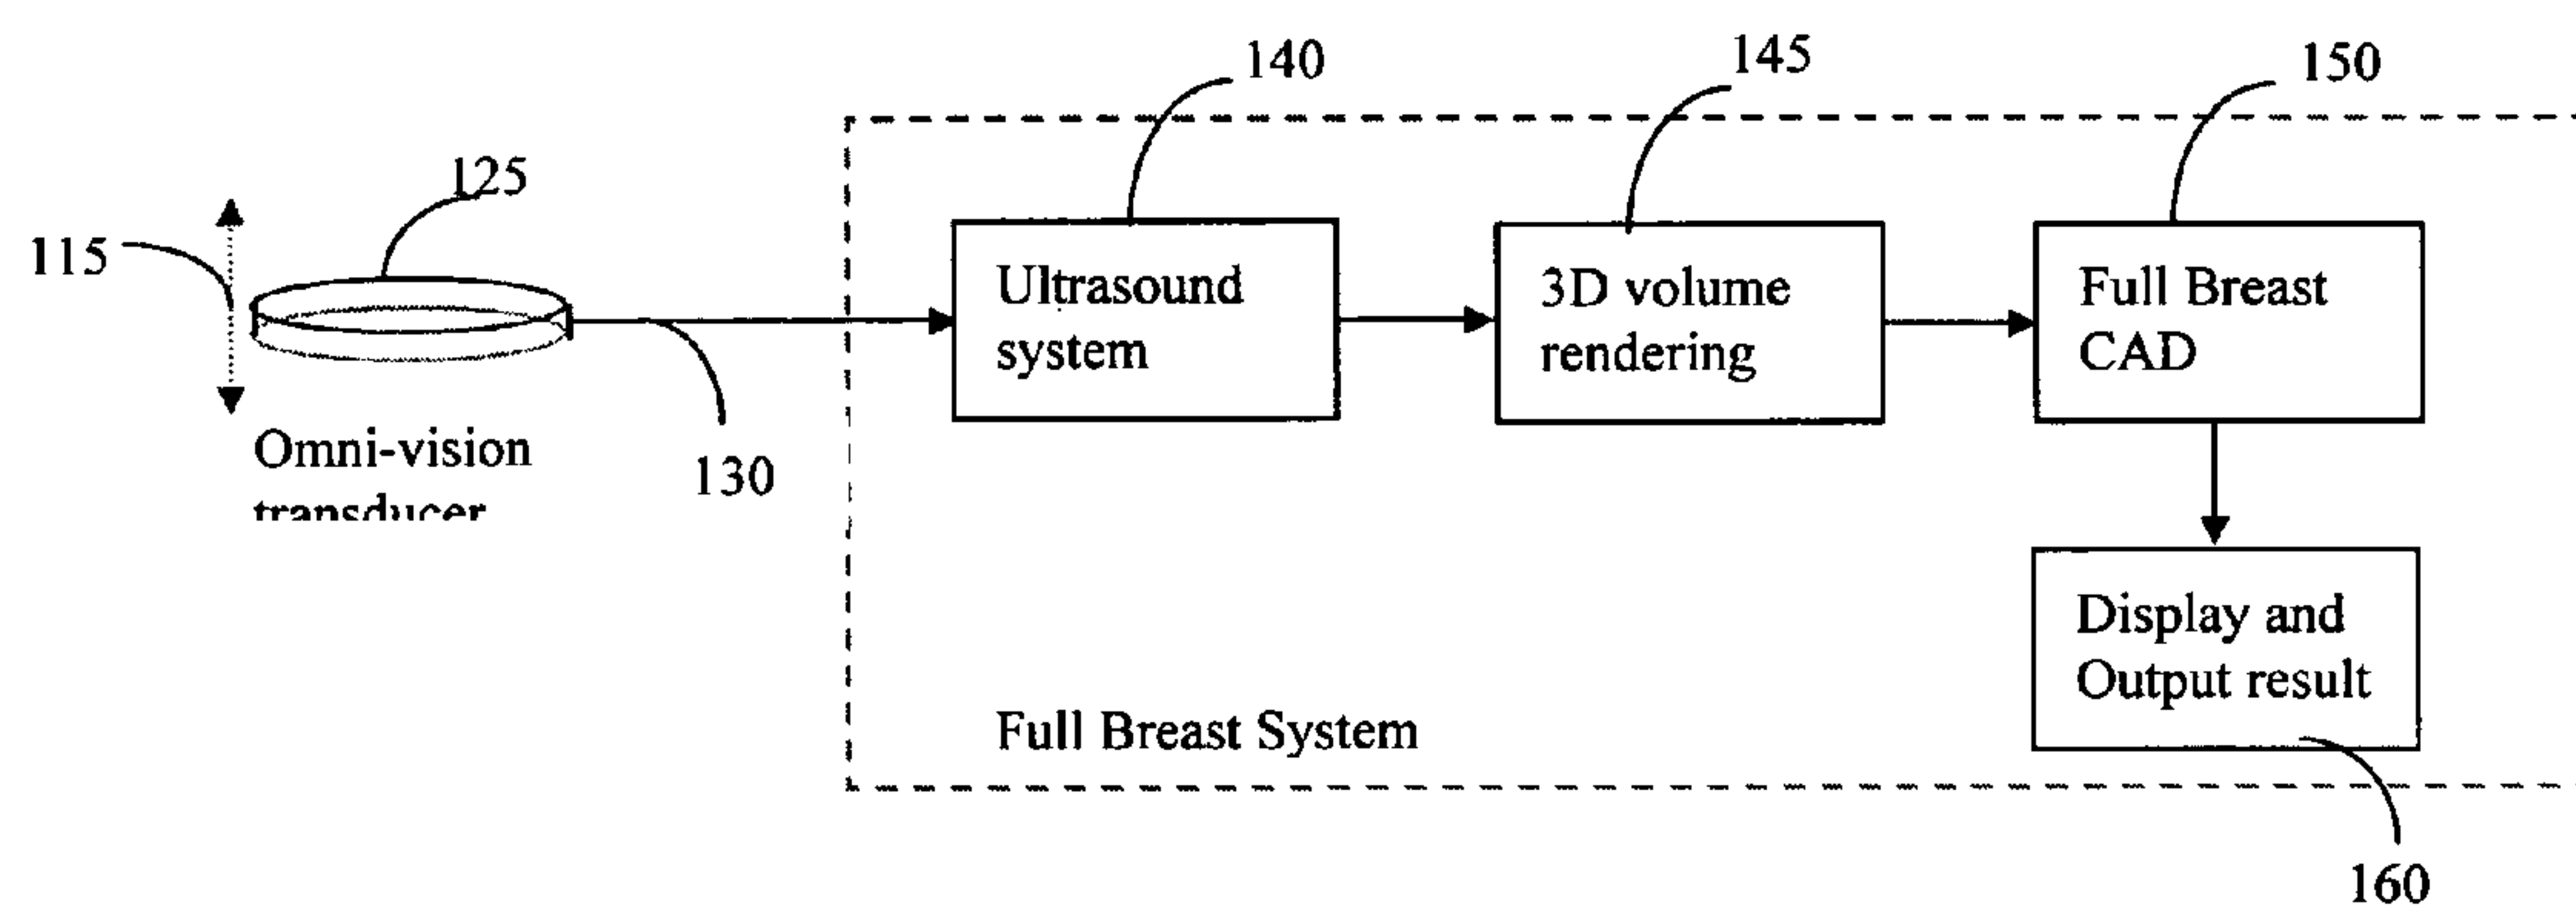 140
145
150
125
115
Ultrasound
system
3D volume
rendering
Full Breast
CAD
Omni-vision
transducer
130
Display and
Output result
Full Breast System
160